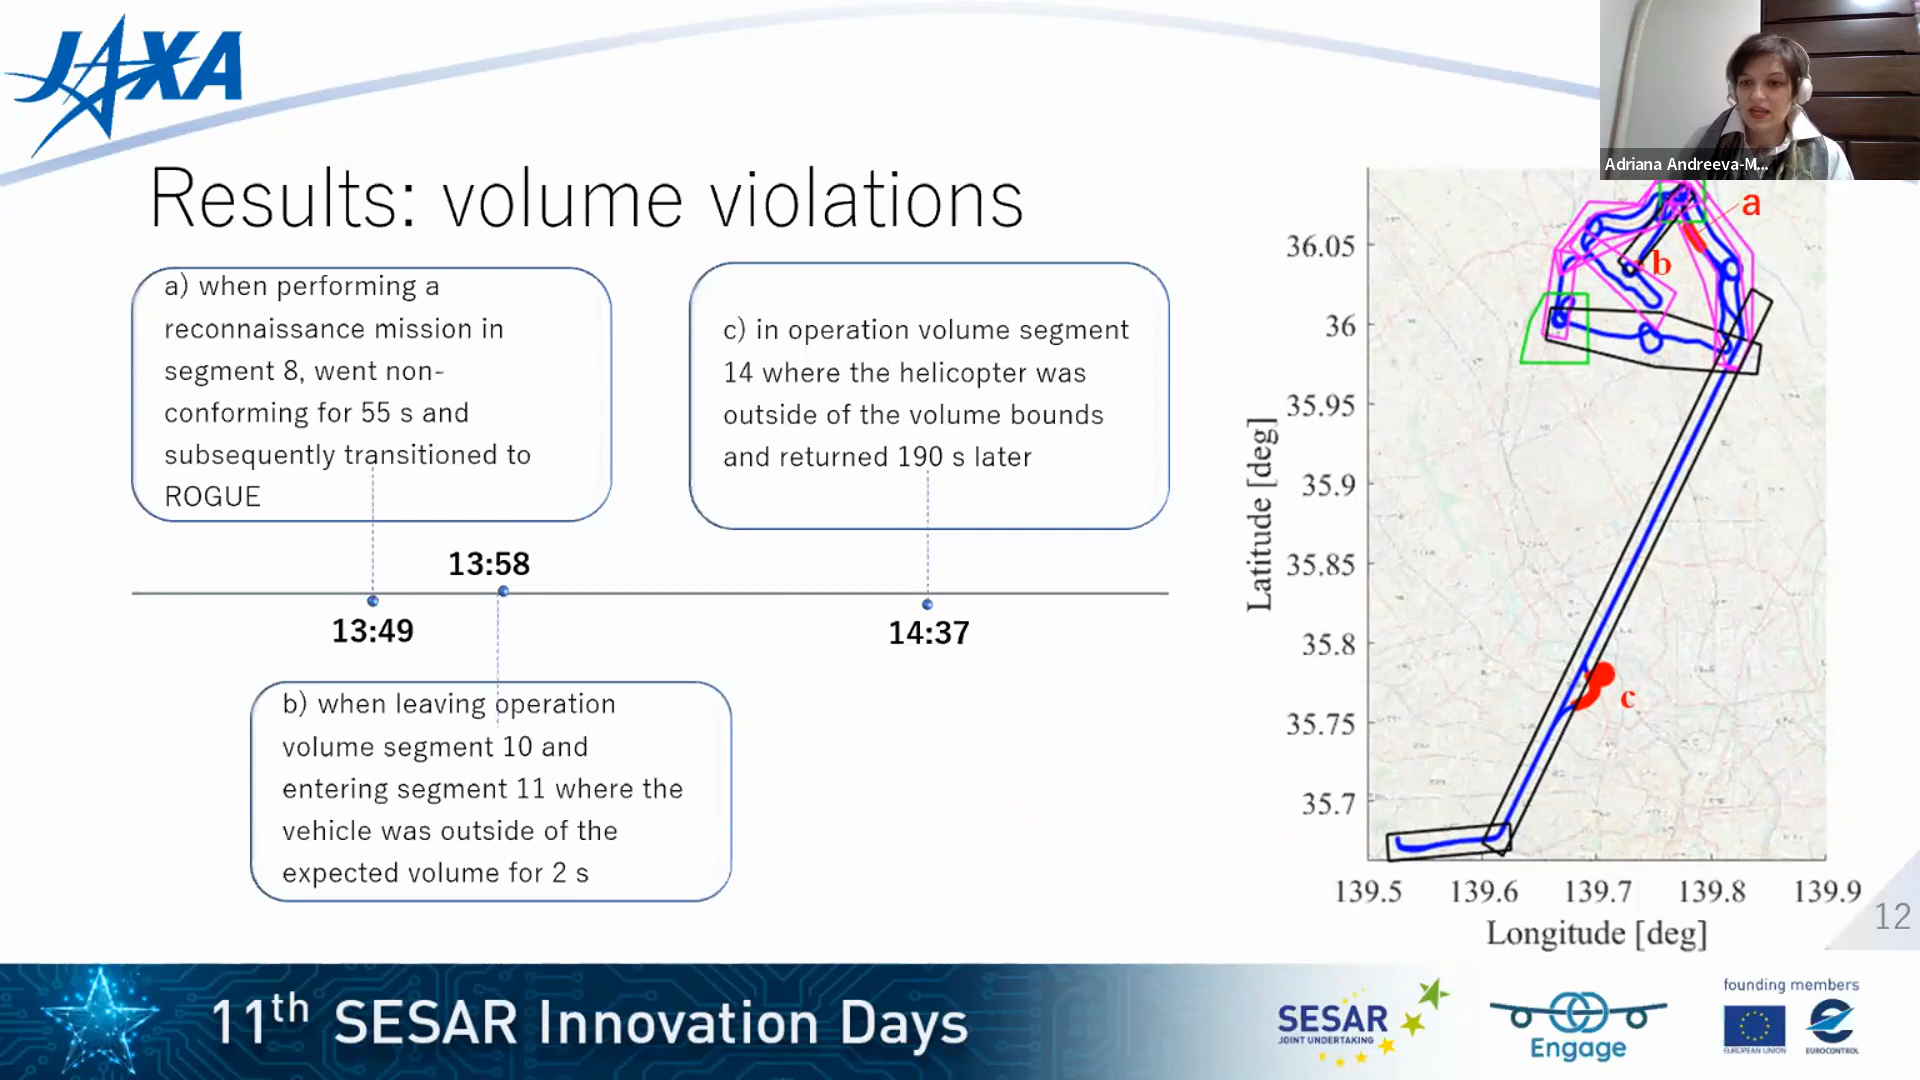 JAXA
Adriana Andreeva-M...
Results: volume violations
a) when performing a
reconnaissance mission in
segment 8, went non-
conforming for 55 s and
subsequently transitioned to
ROGUE
c) in operation volume segment
14 where the helicopter was
outside of the volume bounds
and returned 190 s later
13:58
13:49
14:37
b) when leaving operation
volume segment 10 and
entering segment 11 where the
vehicle was outside of the
expected volume for 2 s
a
b
c
36.05
36
35.95
35.9
35.85
35.8
35.75
35.7
Latitude [deg]
139.5 139.6 139.7 139.8 139.9
Longitude [deg]
12
11th SESAR Innovation Days
SESAR
JOINT UNDERTAKING
Engage
founding members
EUROPEAN UNION
EUROCONTROL